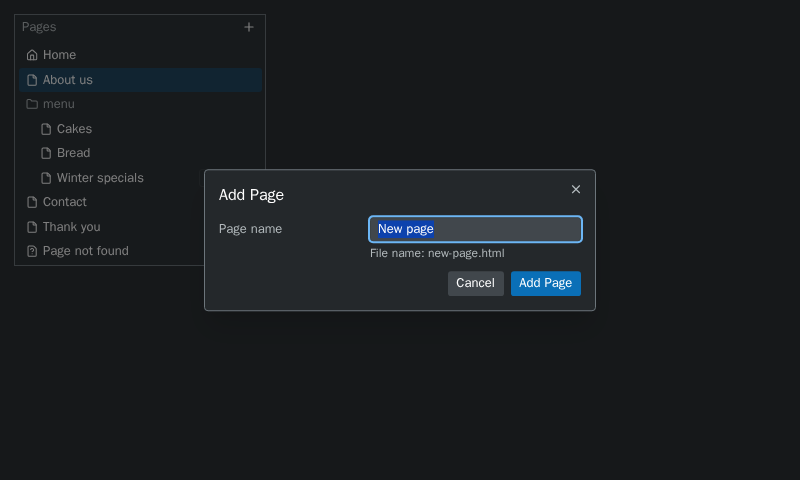 Pages
Home
About us
menu
Cakes
Bread
Winter specials
Contact
Thank you
Page not found
Add Page
Page name
New page
File name: new-page.html
Cancel
Add Page